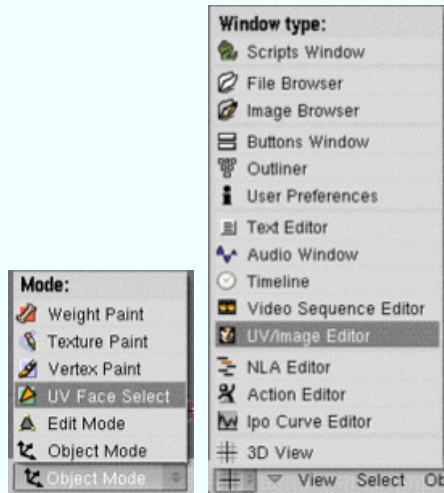 Mode:
Weight Paint
Texture Paint
Vertex Paint
UV Face Select
Edit Mode
Object Mode
Object Mode
Window type:
Scripts Window
File Browser
Image Browser
Buttons Window
Outliner
User Preferences
Text Editor
Audio Window
Timeline
Video Sequence Editor
UV/Image Editor
NLA Editor
Action Editor
Ipo Curve Editor
3D View
View Select Ob